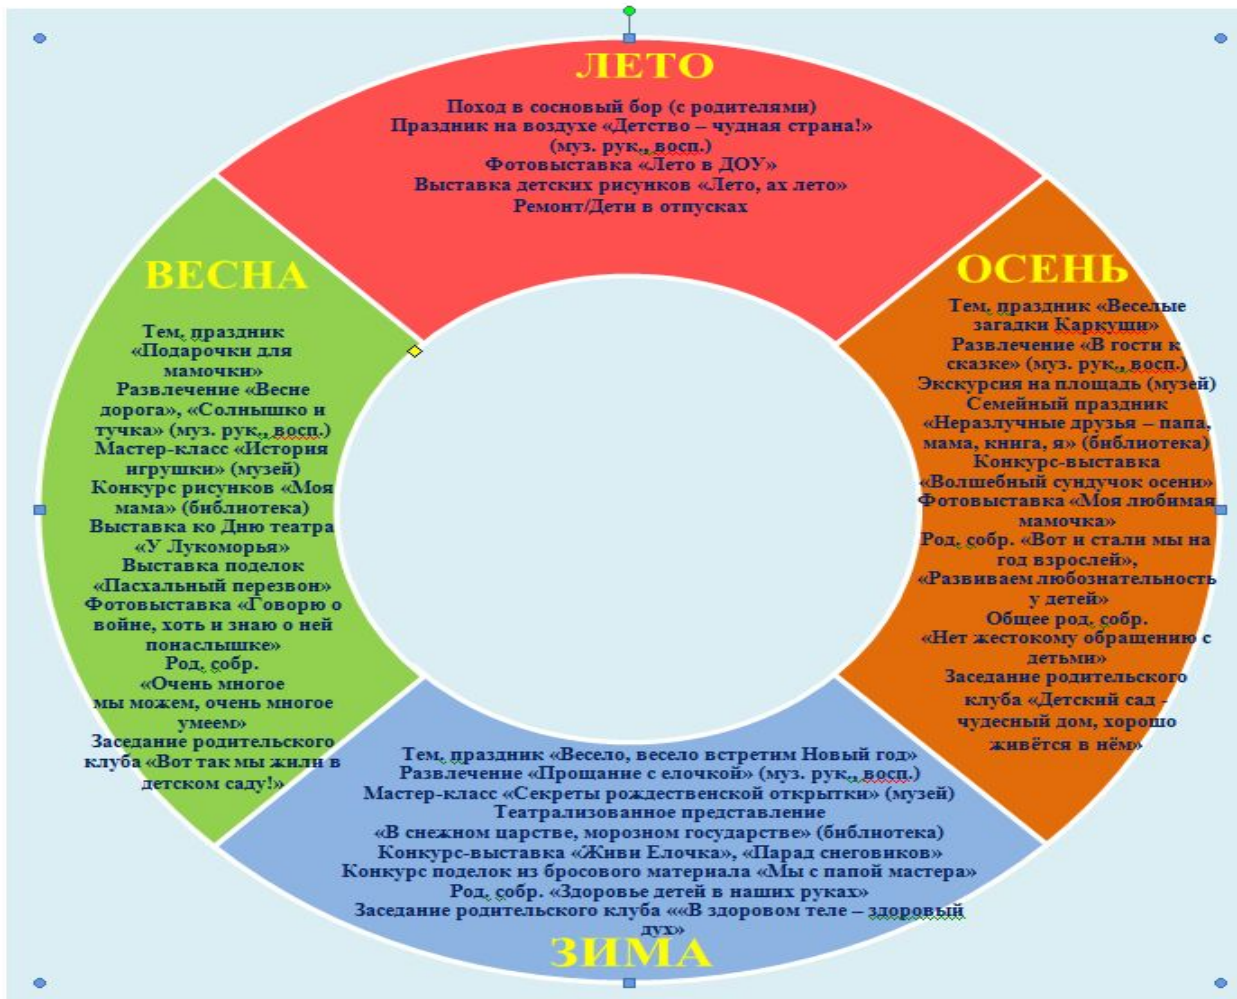 ЛЕТО
Поход в сосновый бор (с родителями)
Праздник на воздухе «Детство – чудная страна!»
(муз. рук., восп.)
Фотовыставка «Лето в ДОУ»
Выставка детских рисунков «Лето, ах лето»
Ремонт/Дети в отпусках
ОСЕНЬ
Тем. праздник «Веселые
загадки Каркуши»
Развлечение «В гости к
сказке» (муз. рук., восп.)
Экскурсия на площадь (музей)
Семейный праздник
«Неразлучные друзья – папа,
мама, книга, я» (библиотека)
Конкурс-выставка
«Волшебный сундучок осени»
Фотовыставка «Моя любимая
мамочка»
Род. собр. «Вот и стали мы на
год взрослей»,
«Развиваем любознательность
у детей»
Общее род. собр.
«Нет жестокому обращению с
детьми»
Заседание родительского
клуба «Детский сад -
чудесный дом, хорошо
живётся в нём»
ВЕСНА
Тем. праздник
«Подарочки для
мамочки»
Развлечение «Весне
дорога», «Солнышко и
тучка» (муз. рук., восп.)
Мастер-класс «История
игрушки» (музей)
Конкурс рисунков «Моя
мама» (библиотека)
Выставка ко Дню театра
«У Лукоморья»
Выставка поделок
«Пасхальный перезвон»
Фотовыставка «Говорю о
войне, хоть и знаю о ней
понаслышке»
Род. собр.
«Очень многое
мы можем, очень многое
умеем»
Заседание родительского
клуба «Вот так мы жили в
детском саду!»
Тем. праздник «Весело, весело встретим Новый год»
Развлечение «Прощание с елочкой» (муз. рук., восп.)
Мастер-класс «Секреты рождественской открытки» (музей)
Театрализованное представление
«В снежном царстве, морозном государстве» (библиотека)
Конкурс-выставка «Живи Елочка», «Парад снеговиков»
Конкурс поделок из бросового материала «Мы с папой мастера»
Род. собр. «Здоровье детей в наших руках»
Заседание родительского клуба ««В здоровом теле – здоровый
дух»
ЗИМА